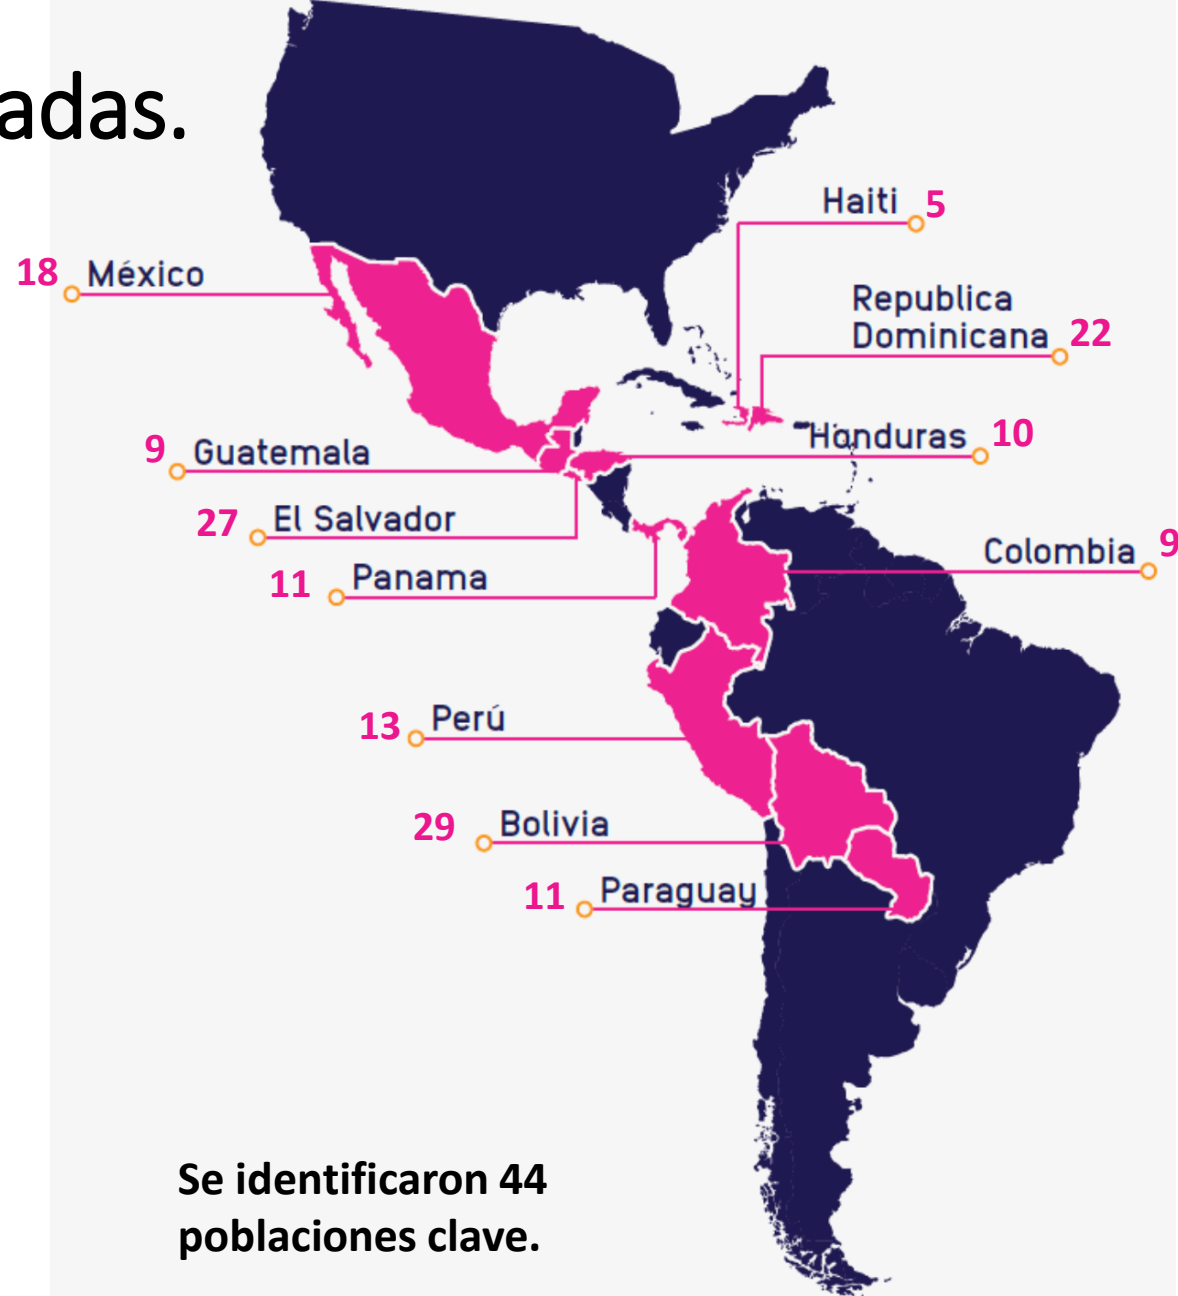 adas.
Haiti 5
18 México
Republica
Dominicana 22
Honduras 10
9 Guatemala
27 El Salvador
Colombia 9
11 Panama
13 Perú
29 Bolivia
11 Paraguay
Se identificaron 44
poblaciones clave.